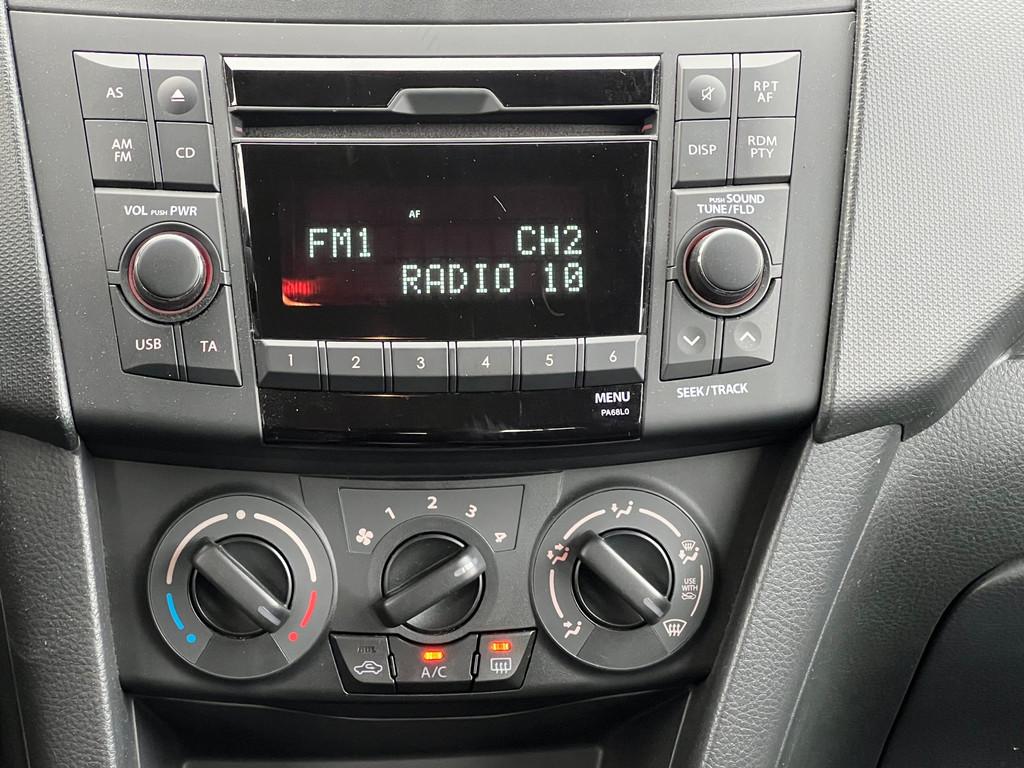 AS
AM
FM
CD
RPT
AF
DISP
RDM
PTY
VOL PUSH PWR
PUSH SOUND
TUNE/FLD
AF
FM1 CH2
RADIO 10
USB
TA
1 2 3 4 5 6
SEEK/TRACK
MENU
PA68L0
1 2 3 4
USE
WITH
A/C